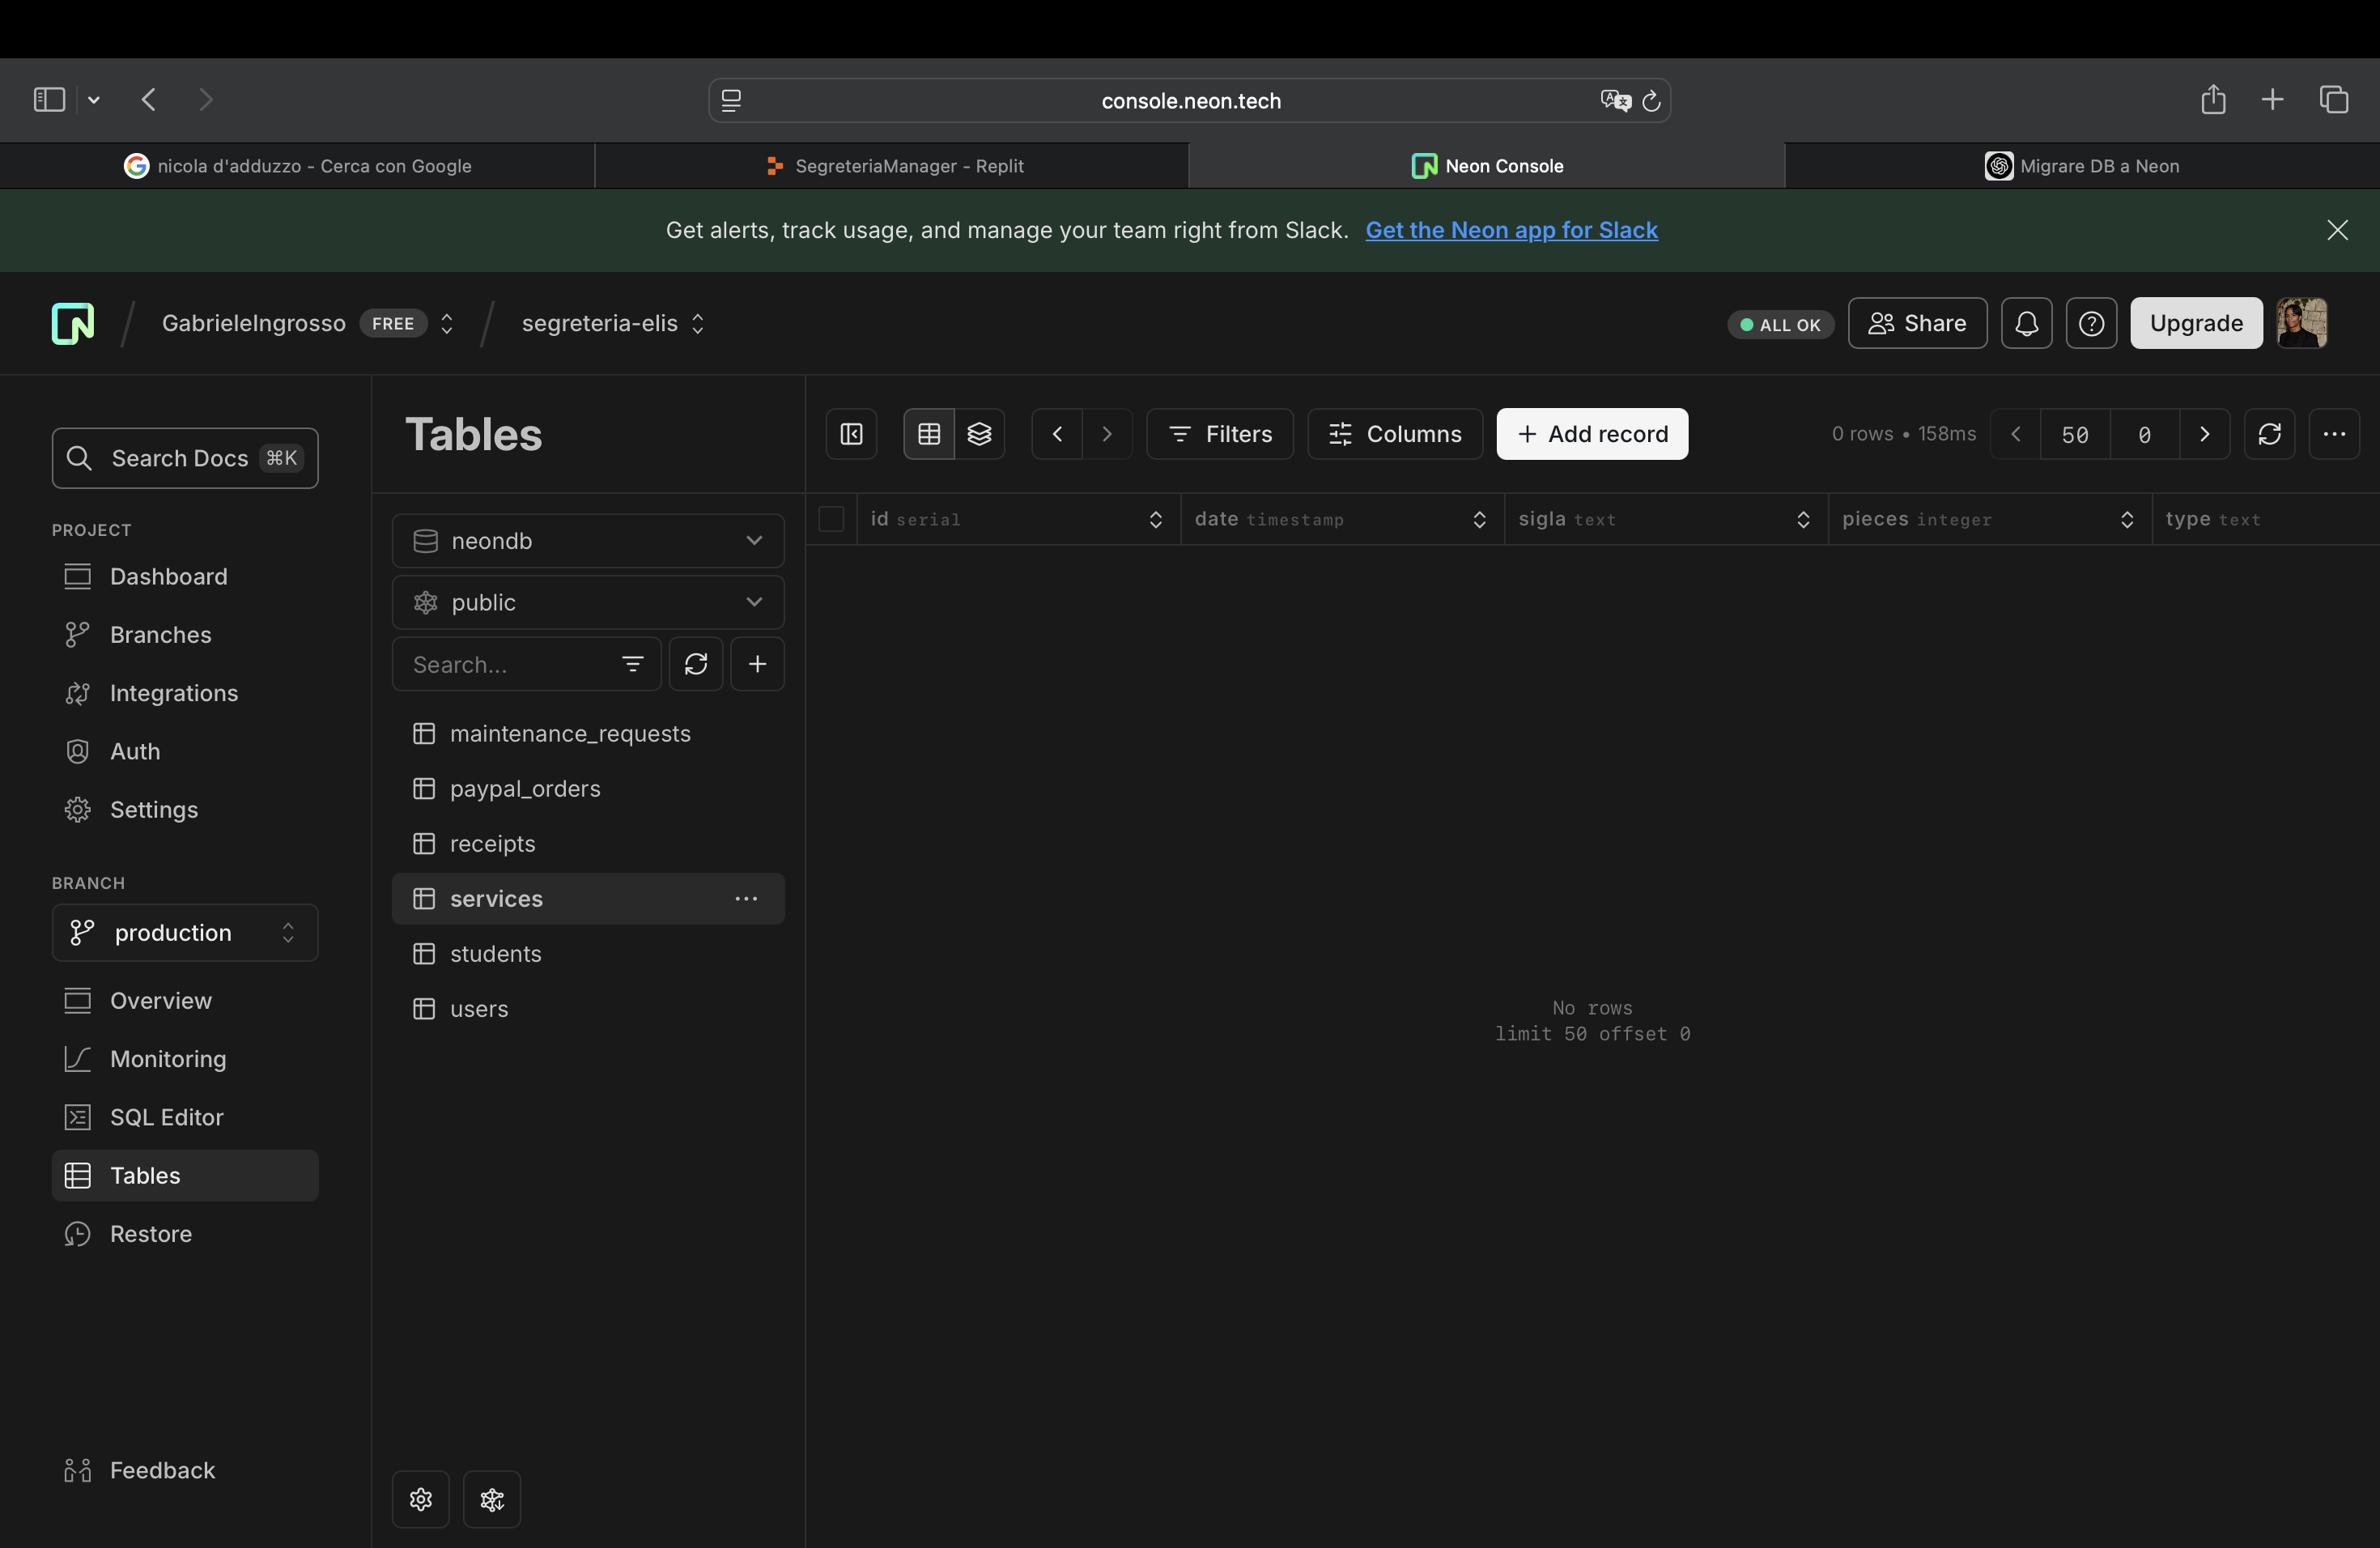 console.neon.tech
nicola d'adduzzo - Cerca con Google
SegreteriaManager - Replit
Neon Console
Migrare DB a Neon
Get alerts, track usage, and manage your team right from Slack. Get the Neon app for Slack
GabrieleIngrosso FREE
segreteria-elis
ALL OK
Share
Upgrade
Search Docs ⌘K
PROJECT
Dashboard
Branches
Integrations
Auth
Settings
BRANCH
production
Overview
Monitoring
SQL Editor
Tables
Restore
Feedback
Tables
neondb
public
Search...
maintenance_requests
paypal_orders
receipts
services
students
users
Filters
Columns
Add record
0 rows • 158ms
50
0
id serial
date timestamp
sigla text
pieces integer
type text
No rows
limit 50 offset 0